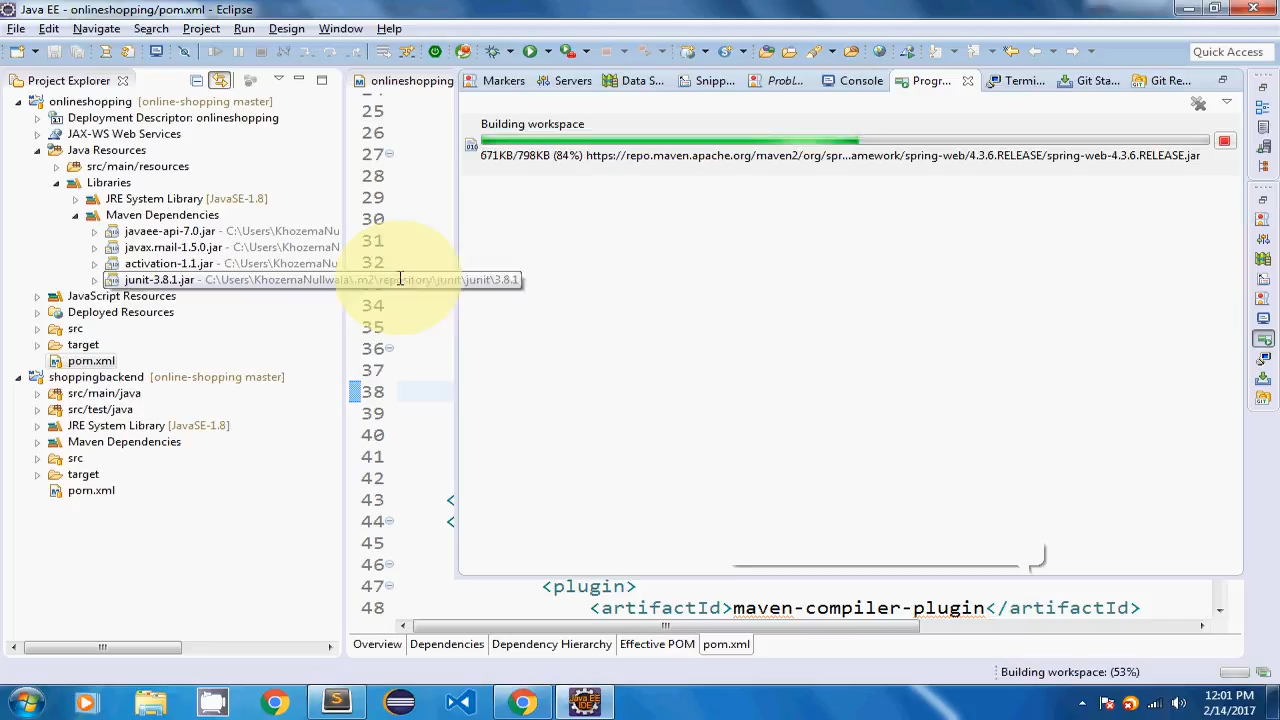 Java EE - onlineshopping/pom.xml - Eclipse
File Edit Navigate Search Project Run Design Window Help
Quick Access
Project Explorer
onlineshopping [online-shopping master]
Deployment Descriptor: onlineshopping
JAX-WS Web Services
Java Resources
src/main/resources
Libraries
JRE System Library [JavaSE-1.8]
Maven Dependencies
javaee-api-7.0.jar - C:\Users\KhozemaNu
javax.mail-1.5.0.jar - C:\Users\KhozemaN
activation-1.1.jar - C:\Users\KhozemaNu
junit-3.8.1.jar - C:\Users\KhozemaNullwala\.m2\repository\junit\junit\3.8.1
JavaScript Resources
Deployed Resources
src
target
pom.xml
shoppingbackend [online-shopping master]
src/main/java
src/test/java
JRE System Library [JavaSE-1.8]
Maven Dependencies
src
target
pom.xml
onlineshopping
25
26
27
28
29
30
31
32
34
35
36
37
38
39
40
41
42
43 <
44 <
45
46
47 <plugin>
48 <artifactId>maven-compiler-plugin</artifactId>
Markers Servers Data S... Snipp... Probl... Console Progr... Termi... Git Sta... Git Re...
Building workspace
671KB/798KB (84%) https://repo.maven.apache.org/maven2/org/spr...amework/spring-web/4.3.6.RELEASE/spring-web-4.3.6.RELEASE.jar
Overview Dependencies Dependency Hierarchy Effective POM pom.xml
Building workspace: (53%)
12:01 PM
2/14/2017